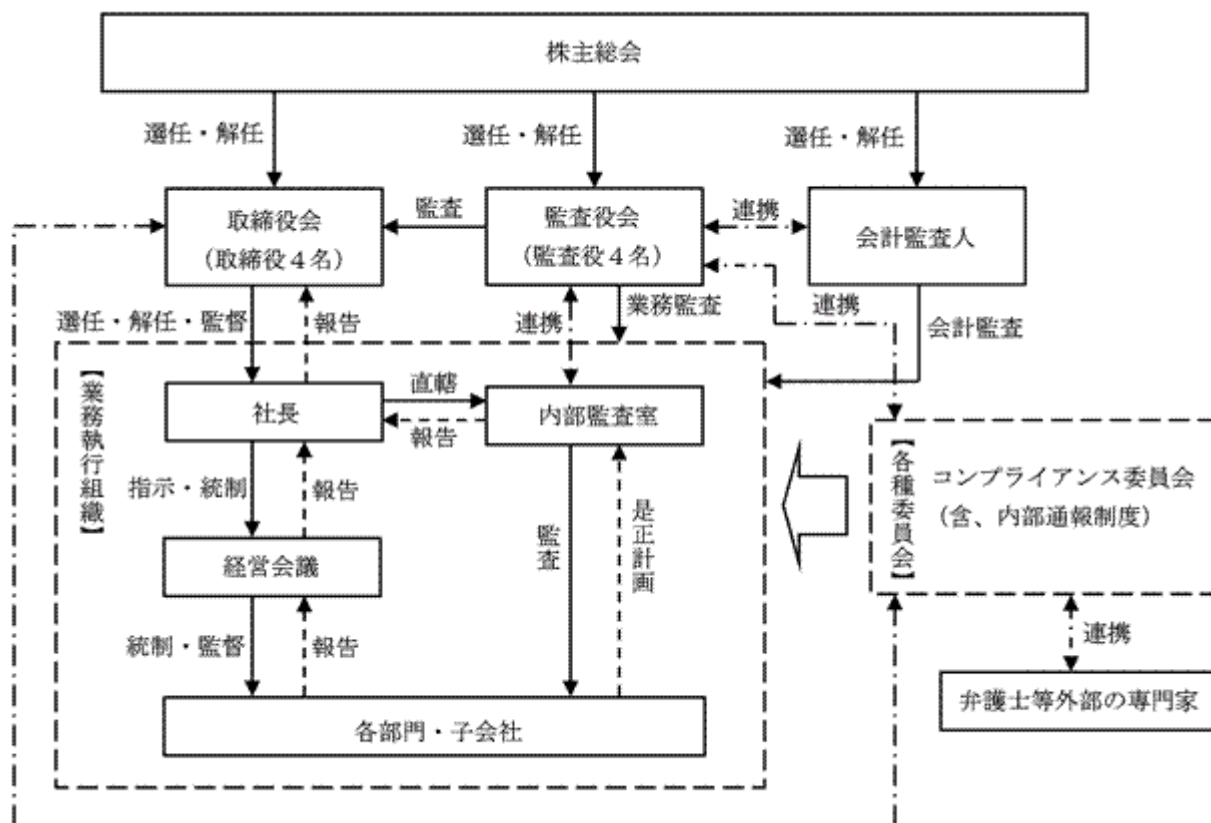 株主総会
選任・解任
選任・解任
選任・解任
取締役会
（取締役４名）
監査
監査役会
（監査役４名）
連携
会計監査人
選任・解任・監督
報告
連携
業務監査
連携
会計監査
【業務執行組織】
社長
直轄
報告
内部監査室
指示・統制
報告
監査
是正計画
【各種委員会】
コンプライアンス委員会
（含、内部通報制度）
経営会議
統制・監督
報告
連携
各部門・子会社
弁護士等外部の専門家